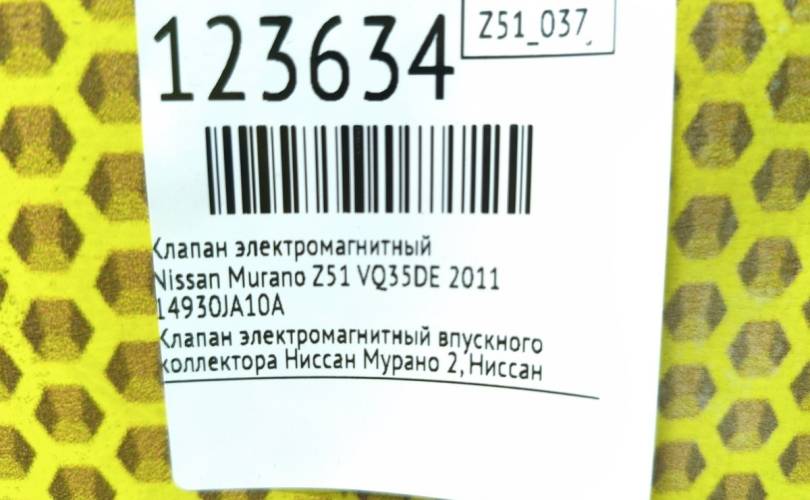 123634
Z51_037
Клапан электромагнитный
Nissan Murano Z51 VQ35DE 2011
14930JA10A
Клапан электромагнитный впускного
коллектора Ниссан Мурано 2, Ниссан